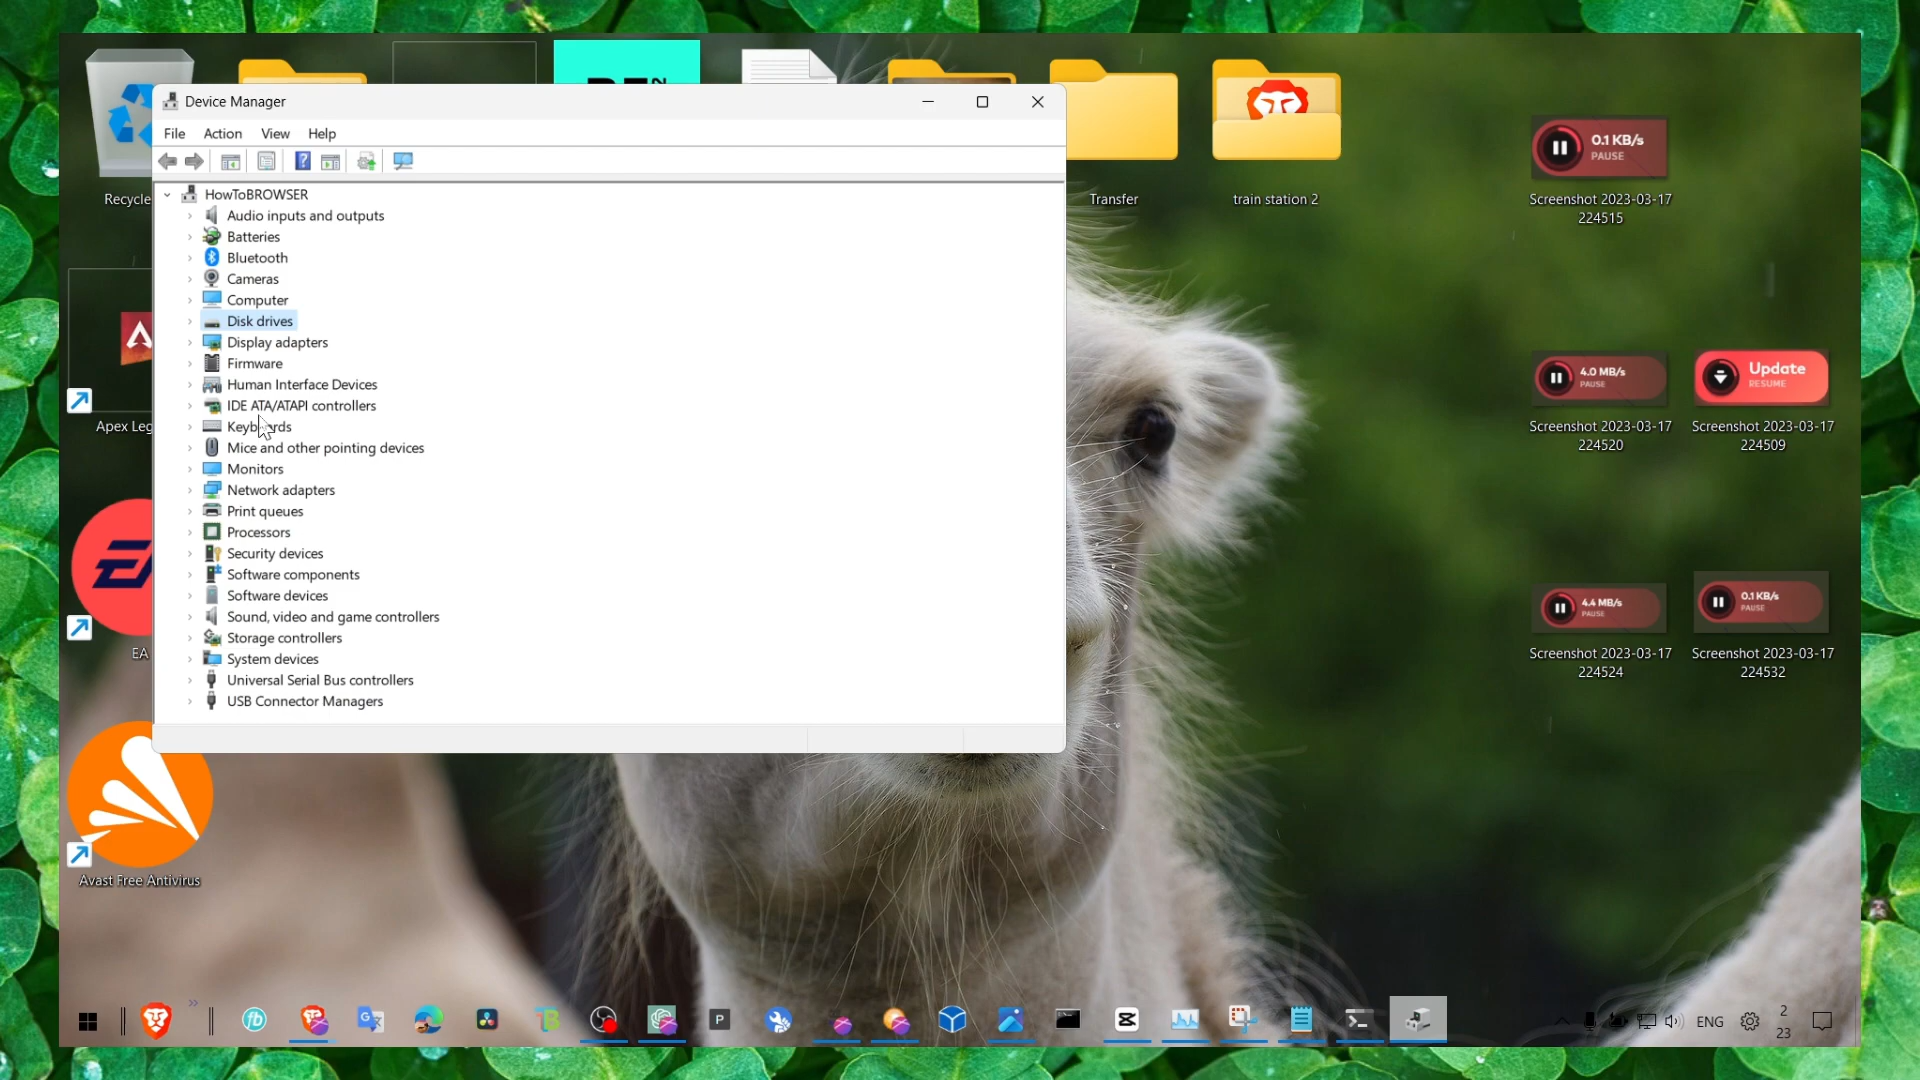 Device Manager
File Action View Help
HowToBROWSER
Audio inputs and outputs
Batteries
Bluetooth
Cameras
Computer
Disk drives
Display adapters
Firmware
Human Interface Devices
IDE ATA/ATAPI controllers
Keyboards
Mice and other pointing devices
Monitors
Network adapters
Print queues
Processors
Security devices
Software components
Software devices
Sound, video and game controllers
Storage controllers
System devices
Universal Serial Bus controllers
USB Connector Managers
Recycle
Apex Leg
EA
Avast Free Antivirus
Transfer
train station 2
0.1 KB/s
PAUSE
Screenshot 2023-03-17
224515
4.0 MB/s
PAUSE
Screenshot 2023-03-17
224520
Update
RESUME
Screenshot 2023-03-17
224509
4.4 MB/s
PAUSE
Screenshot 2023-03-17
224524
0.1 KB/s
PAUSE
Screenshot 2023-03-17
224532
fb
P
ENG
2
23